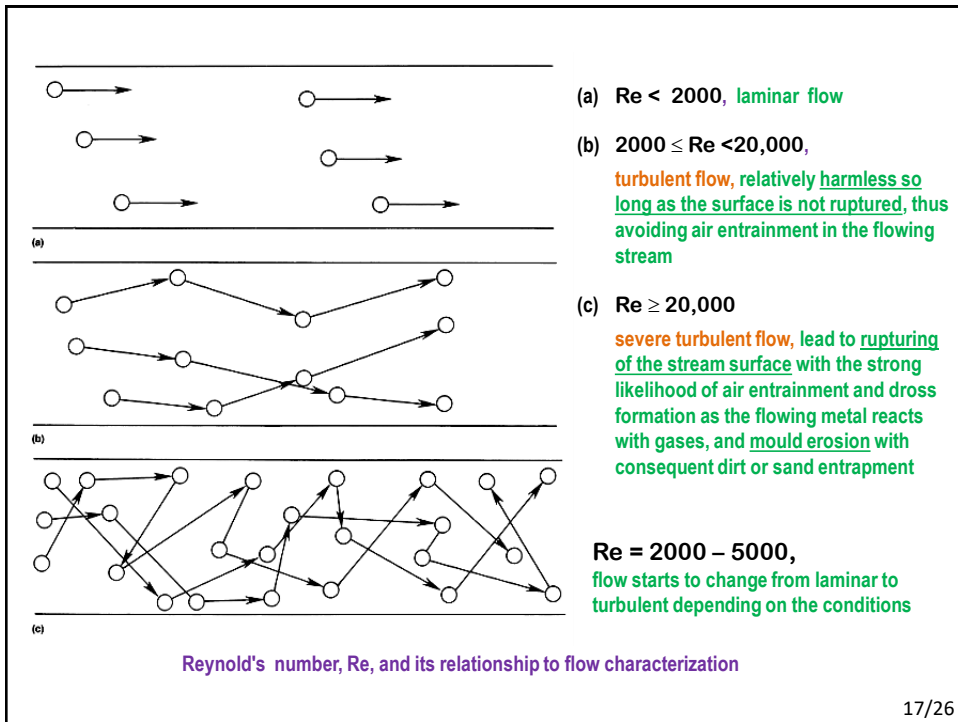 (a)
(b)
(c)
(a) Re < 2000, laminar flow
(b) 2000 ≤ Re <20,000,
turbulent flow, relatively harmless so
long as the surface is not ruptured, thus
avoiding air entrainment in the flowing
stream
(c) Re ≥ 20,000
severe turbulent flow, lead to rupturing
of the stream surface with the strong
likelihood of air entrainment and dross
formation as the flowing metal reacts
with gases, and mould erosion with
consequent dirt or sand entrapment
Re = 2000 – 5000,
flow starts to change from laminar to
turbulent depending on the conditions
Reynold's number, Re, and its relationship to flow characterization
17/26